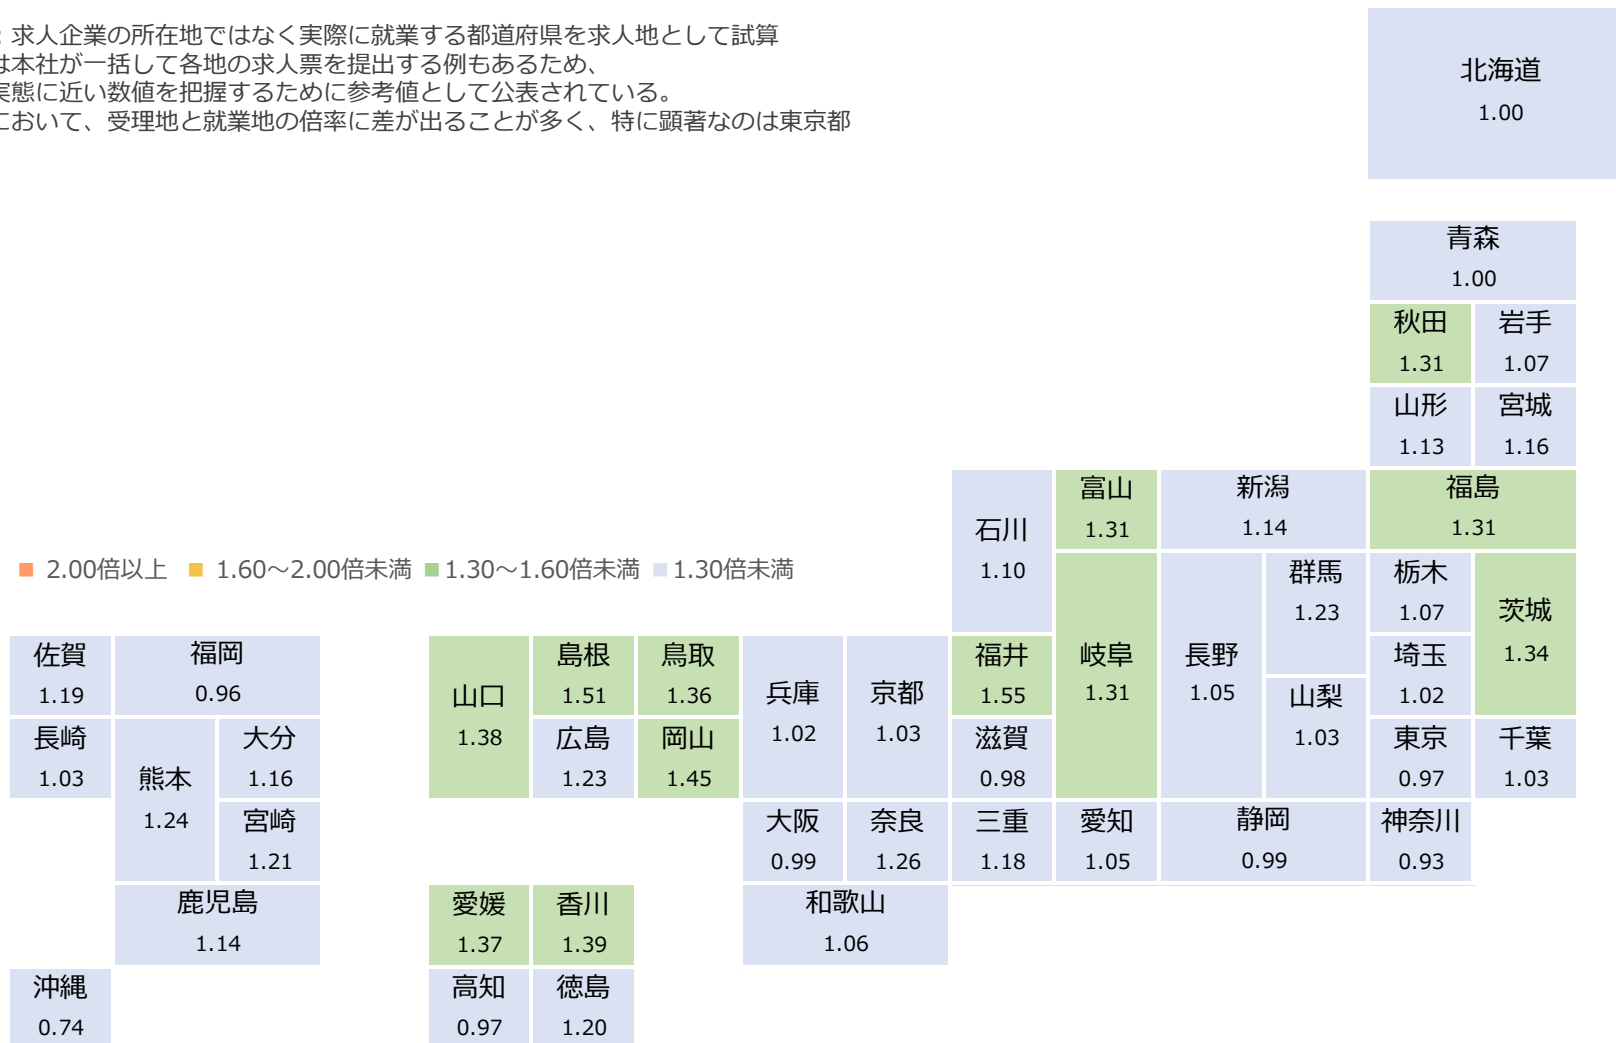 ：求人企業の所在地ではなく実際に就業する都道府県を求人地として試算
は本社が一括して各地の求人票を提出する例もあるため、
実態に近い数値を把握するために参考値として公表されている。
において、受理地と就業地の倍率に差が出ることが多く、特に顕著なのは東京都
北海道
1.00
青森
1.00
秋田 岩手
1.31 1.07
山形 宮城
1.13 1.16
石川
1.10
富山
1.31
新潟
1.14
福島
1.31
■ 2.00倍以上 ■ 1.60～2.00倍未満 ■1.30～1.60倍未満 ■1.30倍未満
群馬
1.23
栃木
1.07
茨城
1.34
佐賀
1.19
福岡
0.96
山口
1.38
島根
1.51
鳥取
1.36
兵庫
1.02
京都
1.03
福井
1.55
岐阜
1.31
長野
1.05
山梨
1.03
埼玉
1.02
長崎
1.03
熊本
1.24
大分
1.16
広島
1.23
岡山
1.45
滋賀
0.98
東京
0.97
千葉
1.03
宮崎
1.21
大阪
0.99
奈良
1.26
三重
1.18
愛知
1.05
静岡
0.99
神奈川
0.93
鹿児島
1.14
愛媛
1.37
香川
1.39
和歌山
1.06
沖縄
0.74
高知
0.97
徳島
1.20